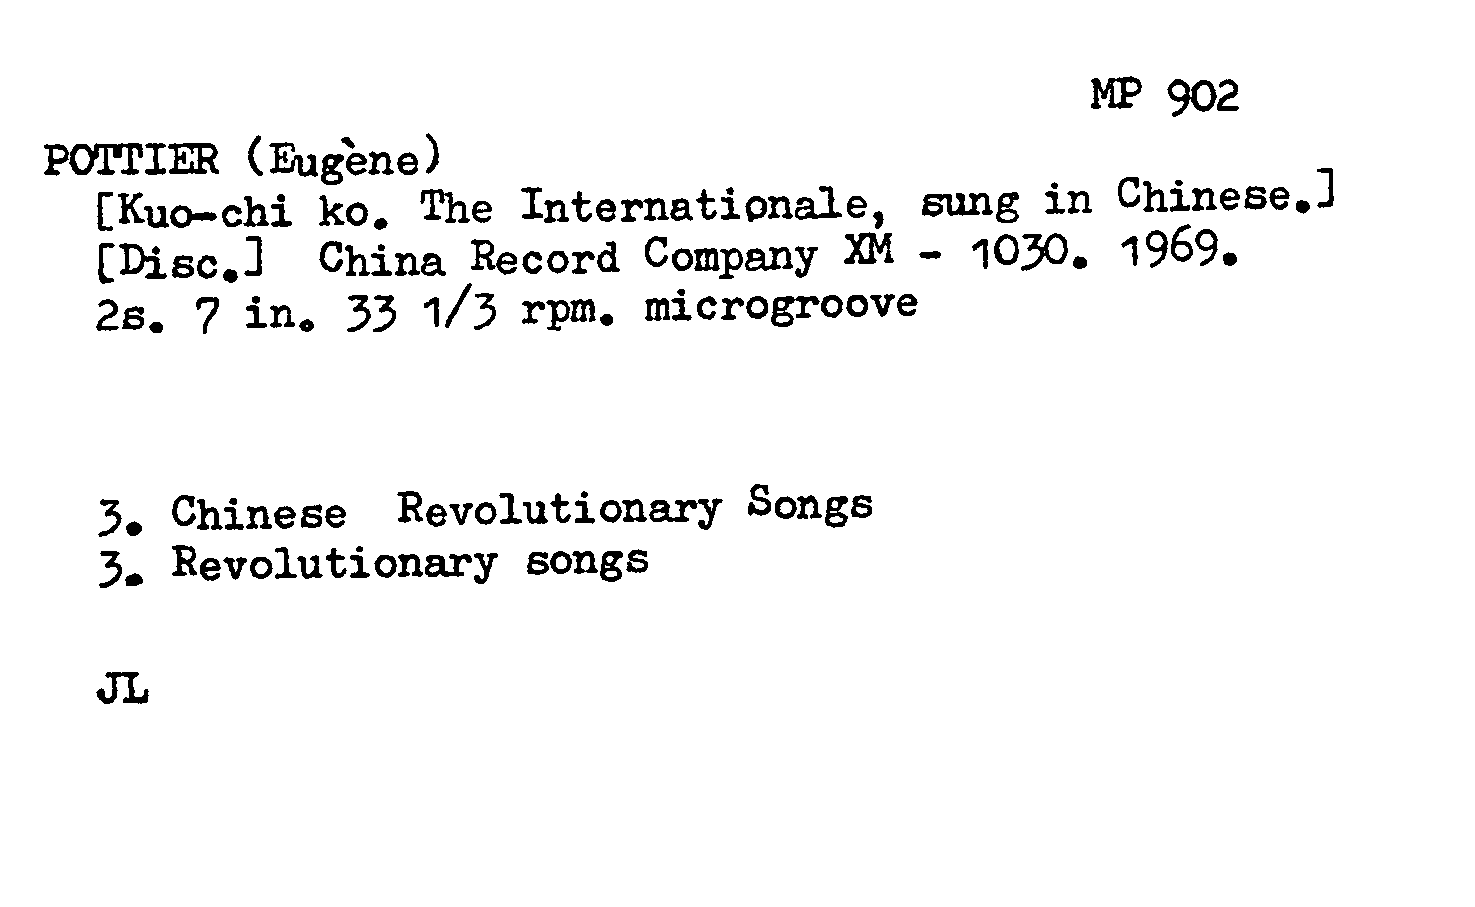 MP 902
POTTIER (Eugène)
[Kuo-chi ko. The Internationale, sung in Chinese.]
[Disc.] China Record Company XM - 1030. 1969.
2s. 7 in. 33 1/3 rpm. microgroove
3. Chinese Revolutionary Songs
3. Revolutionary songs
JL